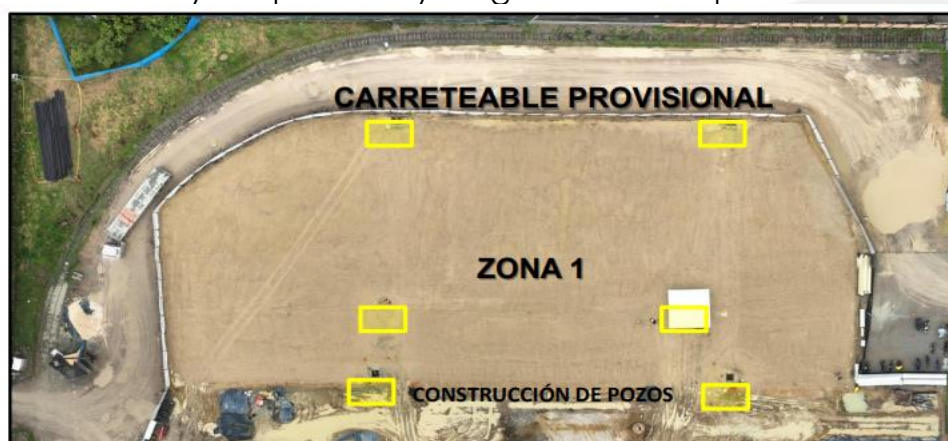 CARRETEABLE PROVISIONAL
ZONA 1
CONSTRUCCIÓN DE POZOS